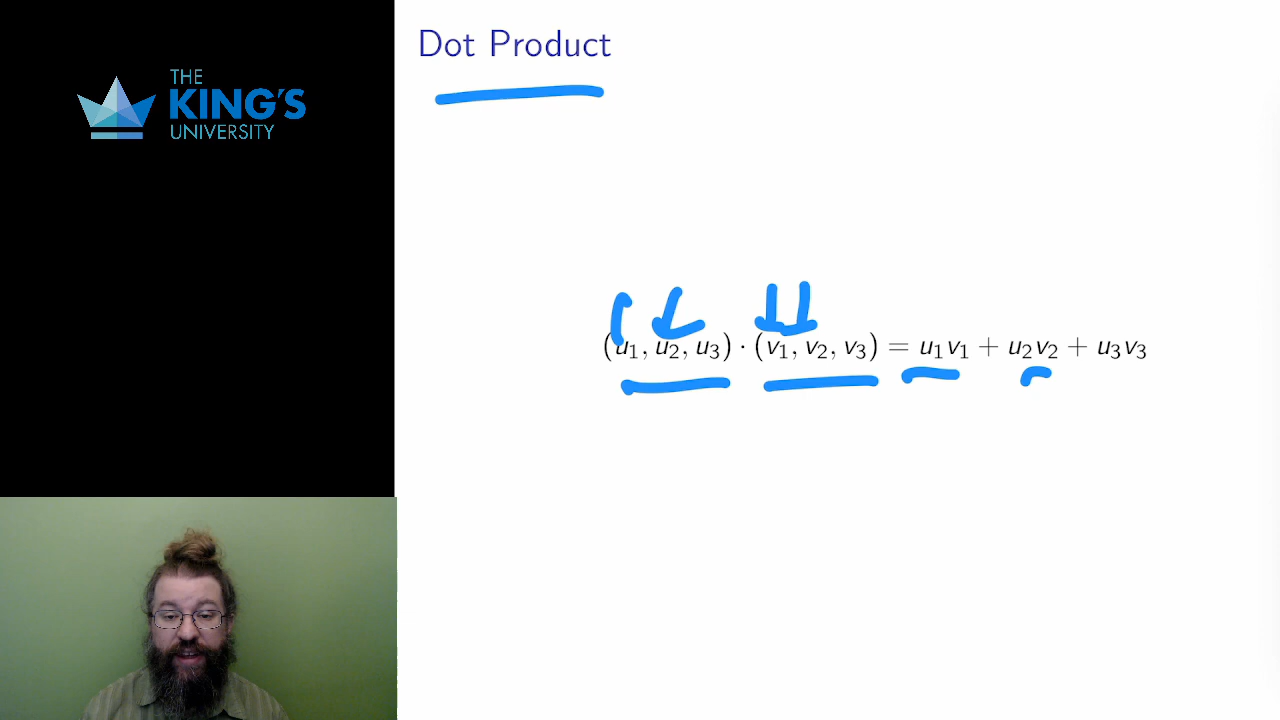 THE
KING'S
UNIVERSITY
Dot Product
(u₁, u₂, u₃) · (v₁, v₂, v₃) = u₁v₁ + u₂v₂ + u₃v₃